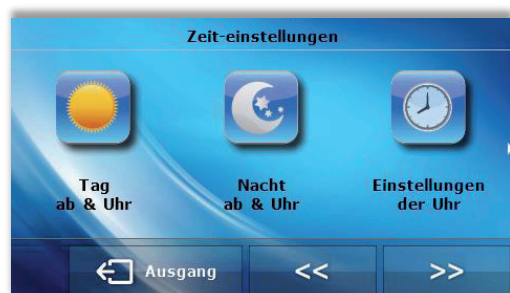 Zeit-einstellungen
Tag
ab & Uhr
Nacht
ab & Uhr
Einstellungen
der Uhr
Ausgang
<<
>>